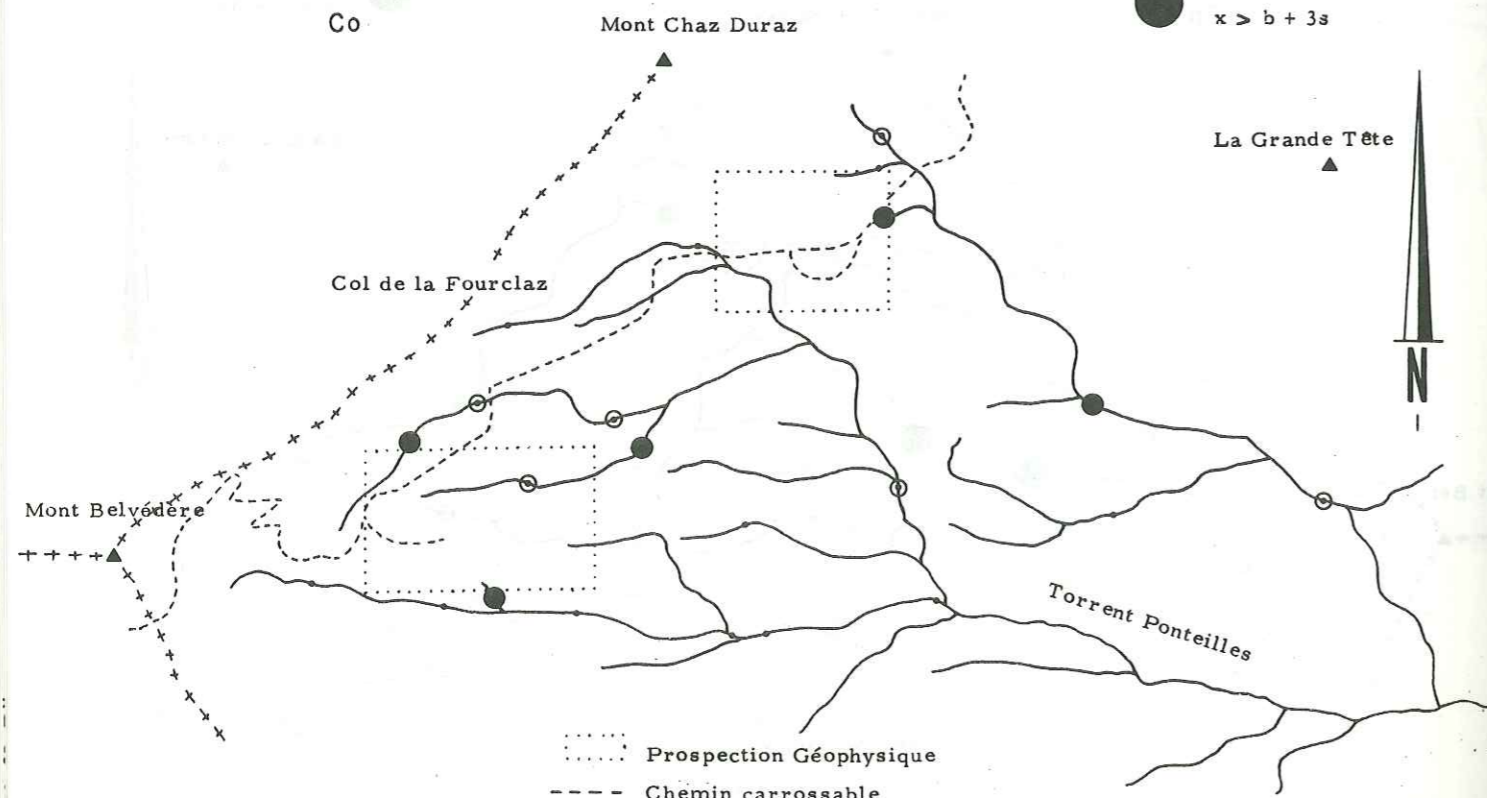 Co
Mont Chaz Duraz
x > b + 3s
La Grande Tête
Col de la Fourclaz
N
Mont Belvédère
Torrent Ponteilles
Prospection Géophysique
Chemin carrossable